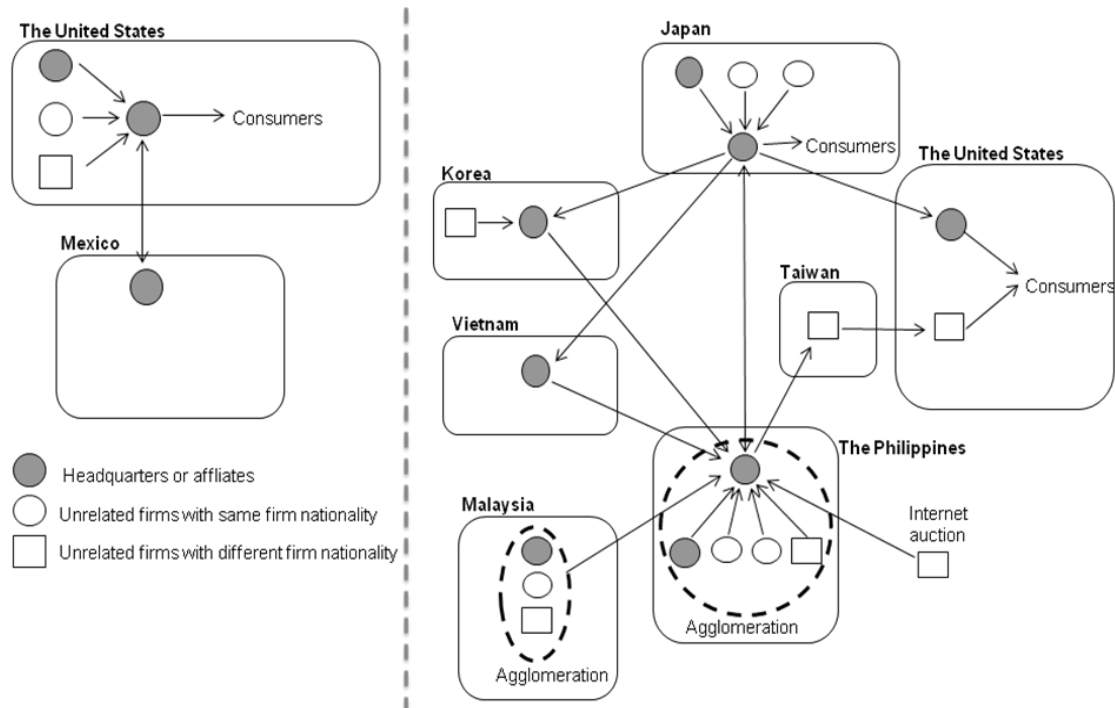 The United States
Consumers
Mexico
Headquarters or affliates
Unrelated firms with same firm nationality
Unrelated firms with different firm nationality
Japan
Consumers
The United States
Korea
Consumers
Taiwan
Vietnam
The Philippines
Malaysia
Internet
auction
Agglomeration
Agglomeration